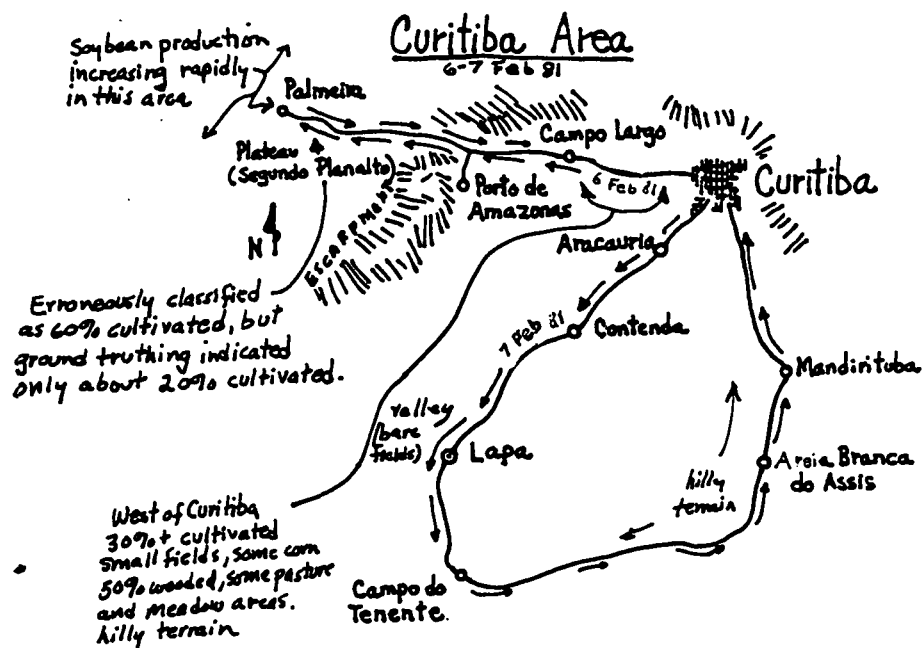 Curitiba Area
6-7 Feb 81
Soybean production
increasing rapidly
in this area
Palmeira
Plateau
(Segundo Planalto)
ESCARPMENT
Porto de
Amazonas
Campo Largo
6 Feb 81
Curitiba
N
Aracauria
Erroneously classified
as 60% cultivated, but
ground truthing indicated
only about 20% cultivated.
7 Feb 81
Contenda
Mandirituba
valley
(bare
fields)
Lapa
Areia Branca
do Assis
hilly
terrain
West of Curitiba
30%+ cultivated
small fields, some corn
50% wooded, some pasture
and meadow areas.
hilly terrain
Campo do
Tenente.